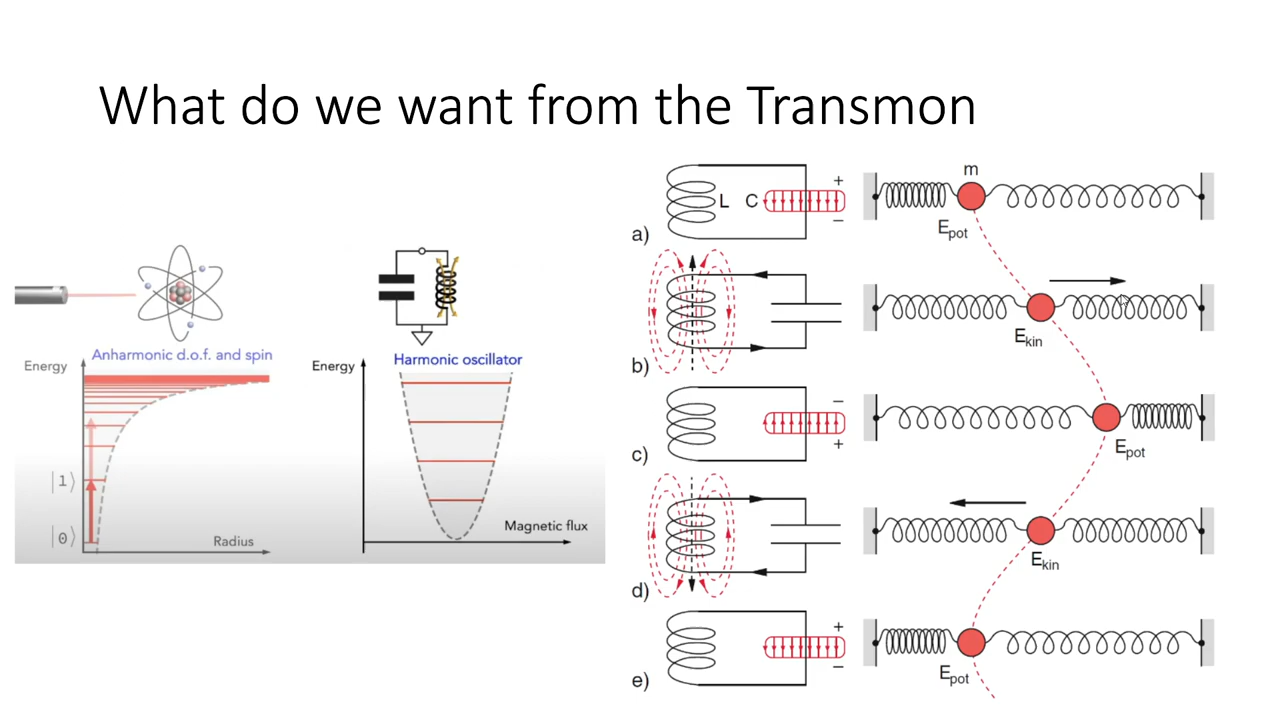 What do we want from the Transmon
Anharmonic d.o.f. and spin
Energy
|1⟩
|0⟩
Radius
Harmonic oscillator
Energy
Magnetic flux
L C
+
−
a)
m
E_pot
b)
E_kin
−
+
c)
E_pot
d)
E_kin
+
−
e)
E_pot